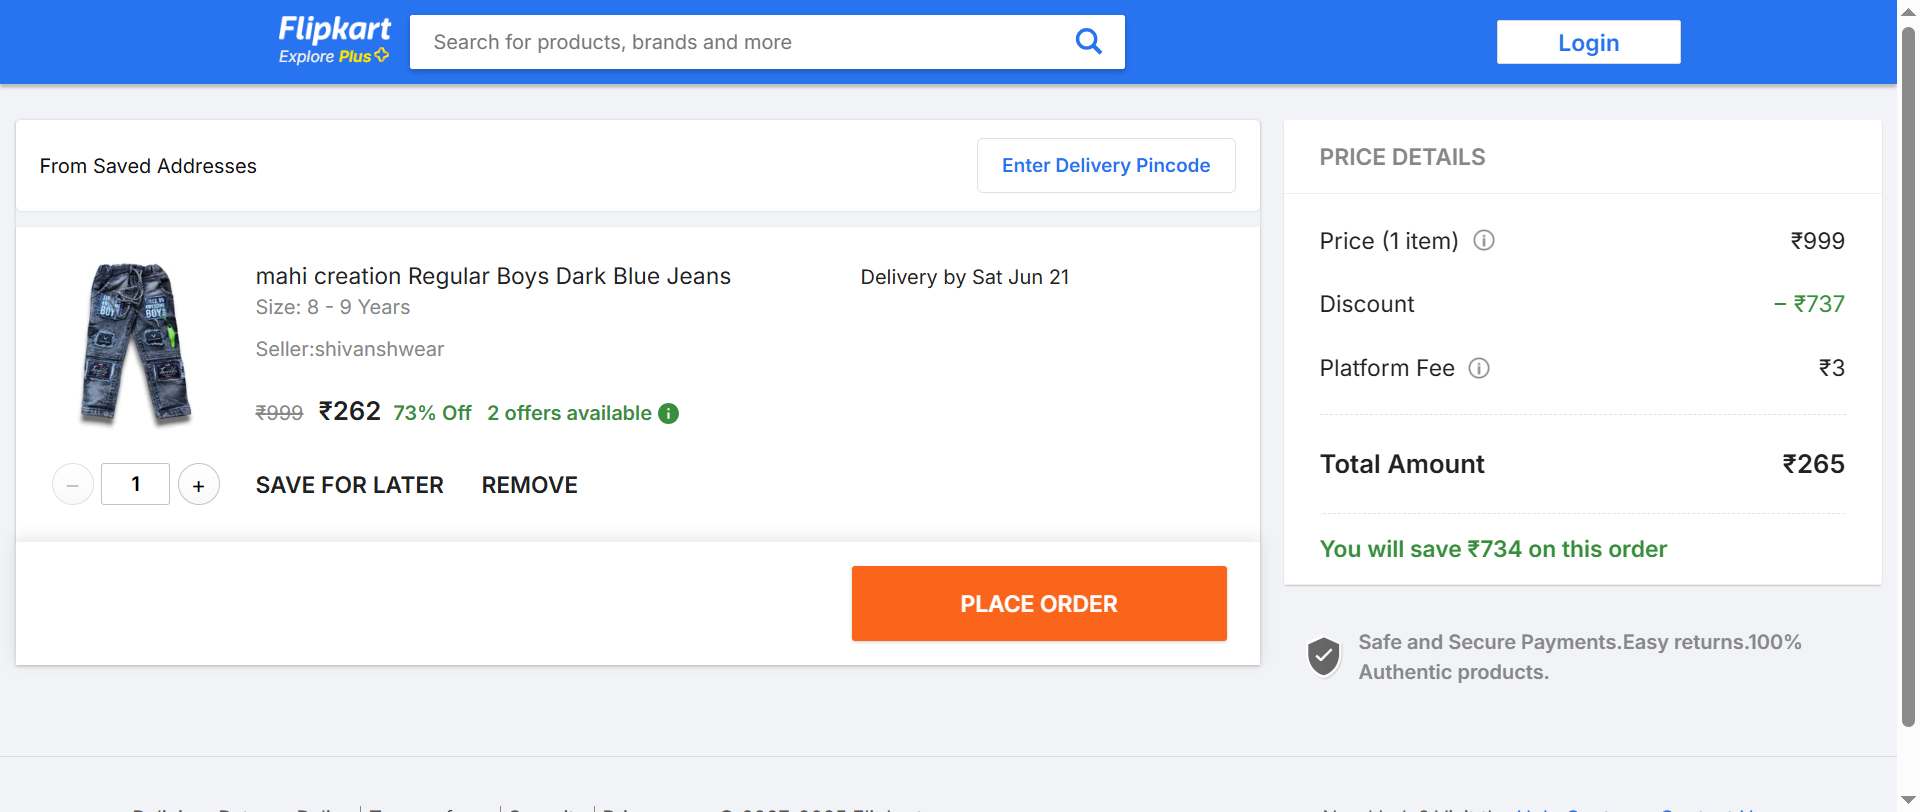 Flipkart
Explore Plus
Search for products, brands and more
Login
From Saved Addresses
Enter Delivery Pincode
mahi creation Regular Boys Dark Blue Jeans
Delivery by Sat Jun 21
Size: 8 - 9 Years
Seller:shivanshwear
₹999 ₹262 73% Off 2 offers available
− 1 +
SAVE FOR LATER REMOVE
PLACE ORDER
PRICE DETAILS
Price (1 item) ₹999
Discount − ₹737
Platform Fee ₹3
Total Amount ₹265
You will save ₹734 on this order
Safe and Secure Payments.Easy returns.100%
Authentic products.